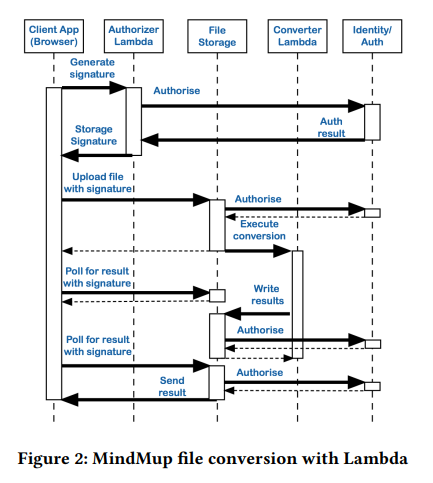 Client App
(Browser)
Authorizer
Lambda
File
Storage
Converter
Lambda
Identity/
Auth
Generate
signature
Authorise
Auth
result
Storage
Signature
Upload file
with signature
Authorise
Execute
conversion
Poll for result
with signature
Write
results
Authorise
Poll for result
with signature
Authorise
Send
result
Figure 2: MindMup file conversion with Lambda